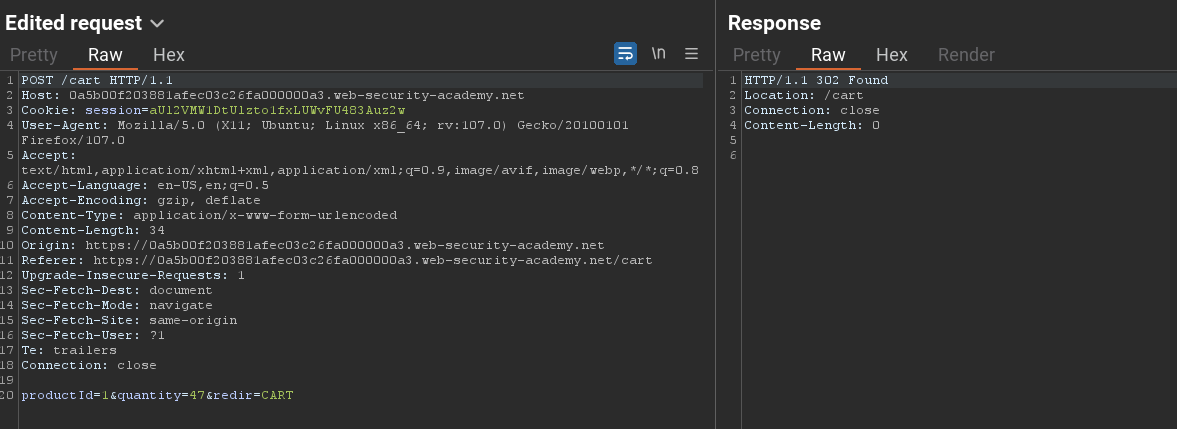 Edited request
Pretty Raw Hex
\n
1 POST /cart HTTP/1.1
2 Host: 0a5b00f203881afec03c26fa000000a3.web-security-academy.net
3 Cookie: session=aUl2VMW1DtUlzto1fxLUWvFU483Auz2w
4 User-Agent: Mozilla/5.0 (X11; Ubuntu; Linux x86_64; rv:107.0) Gecko/20100101
Firefox/107.0
5 Accept:
text/html,application/xhtml+xml,application/xml;q=0.9,image/avif,image/webp,*/*;q=0.8
6 Accept-Language: en-US,en;q=0.5
7 Accept-Encoding: gzip, deflate
8 Content-Type: application/x-www-form-urlencoded
9 Content-Length: 34
10 Origin: https://0a5b00f203881afec03c26fa000000a3.web-security-academy.net
11 Referer: https://0a5b00f203881afec03c26fa000000a3.web-security-academy.net/cart
12 Upgrade-Insecure-Requests: 1
13 Sec-Fetch-Dest: document
14 Sec-Fetch-Mode: navigate
15 Sec-Fetch-Site: same-origin
16 Sec-Fetch-User: ?1
17 Te: trailers
18 Connection: close
19
20 productId=1&quantity=47&redir=CART
Response
Pretty Raw Hex Render
1 HTTP/1.1 302 Found
2 Location: /cart
3 Connection: close
4 Content-Length: 0
5
6